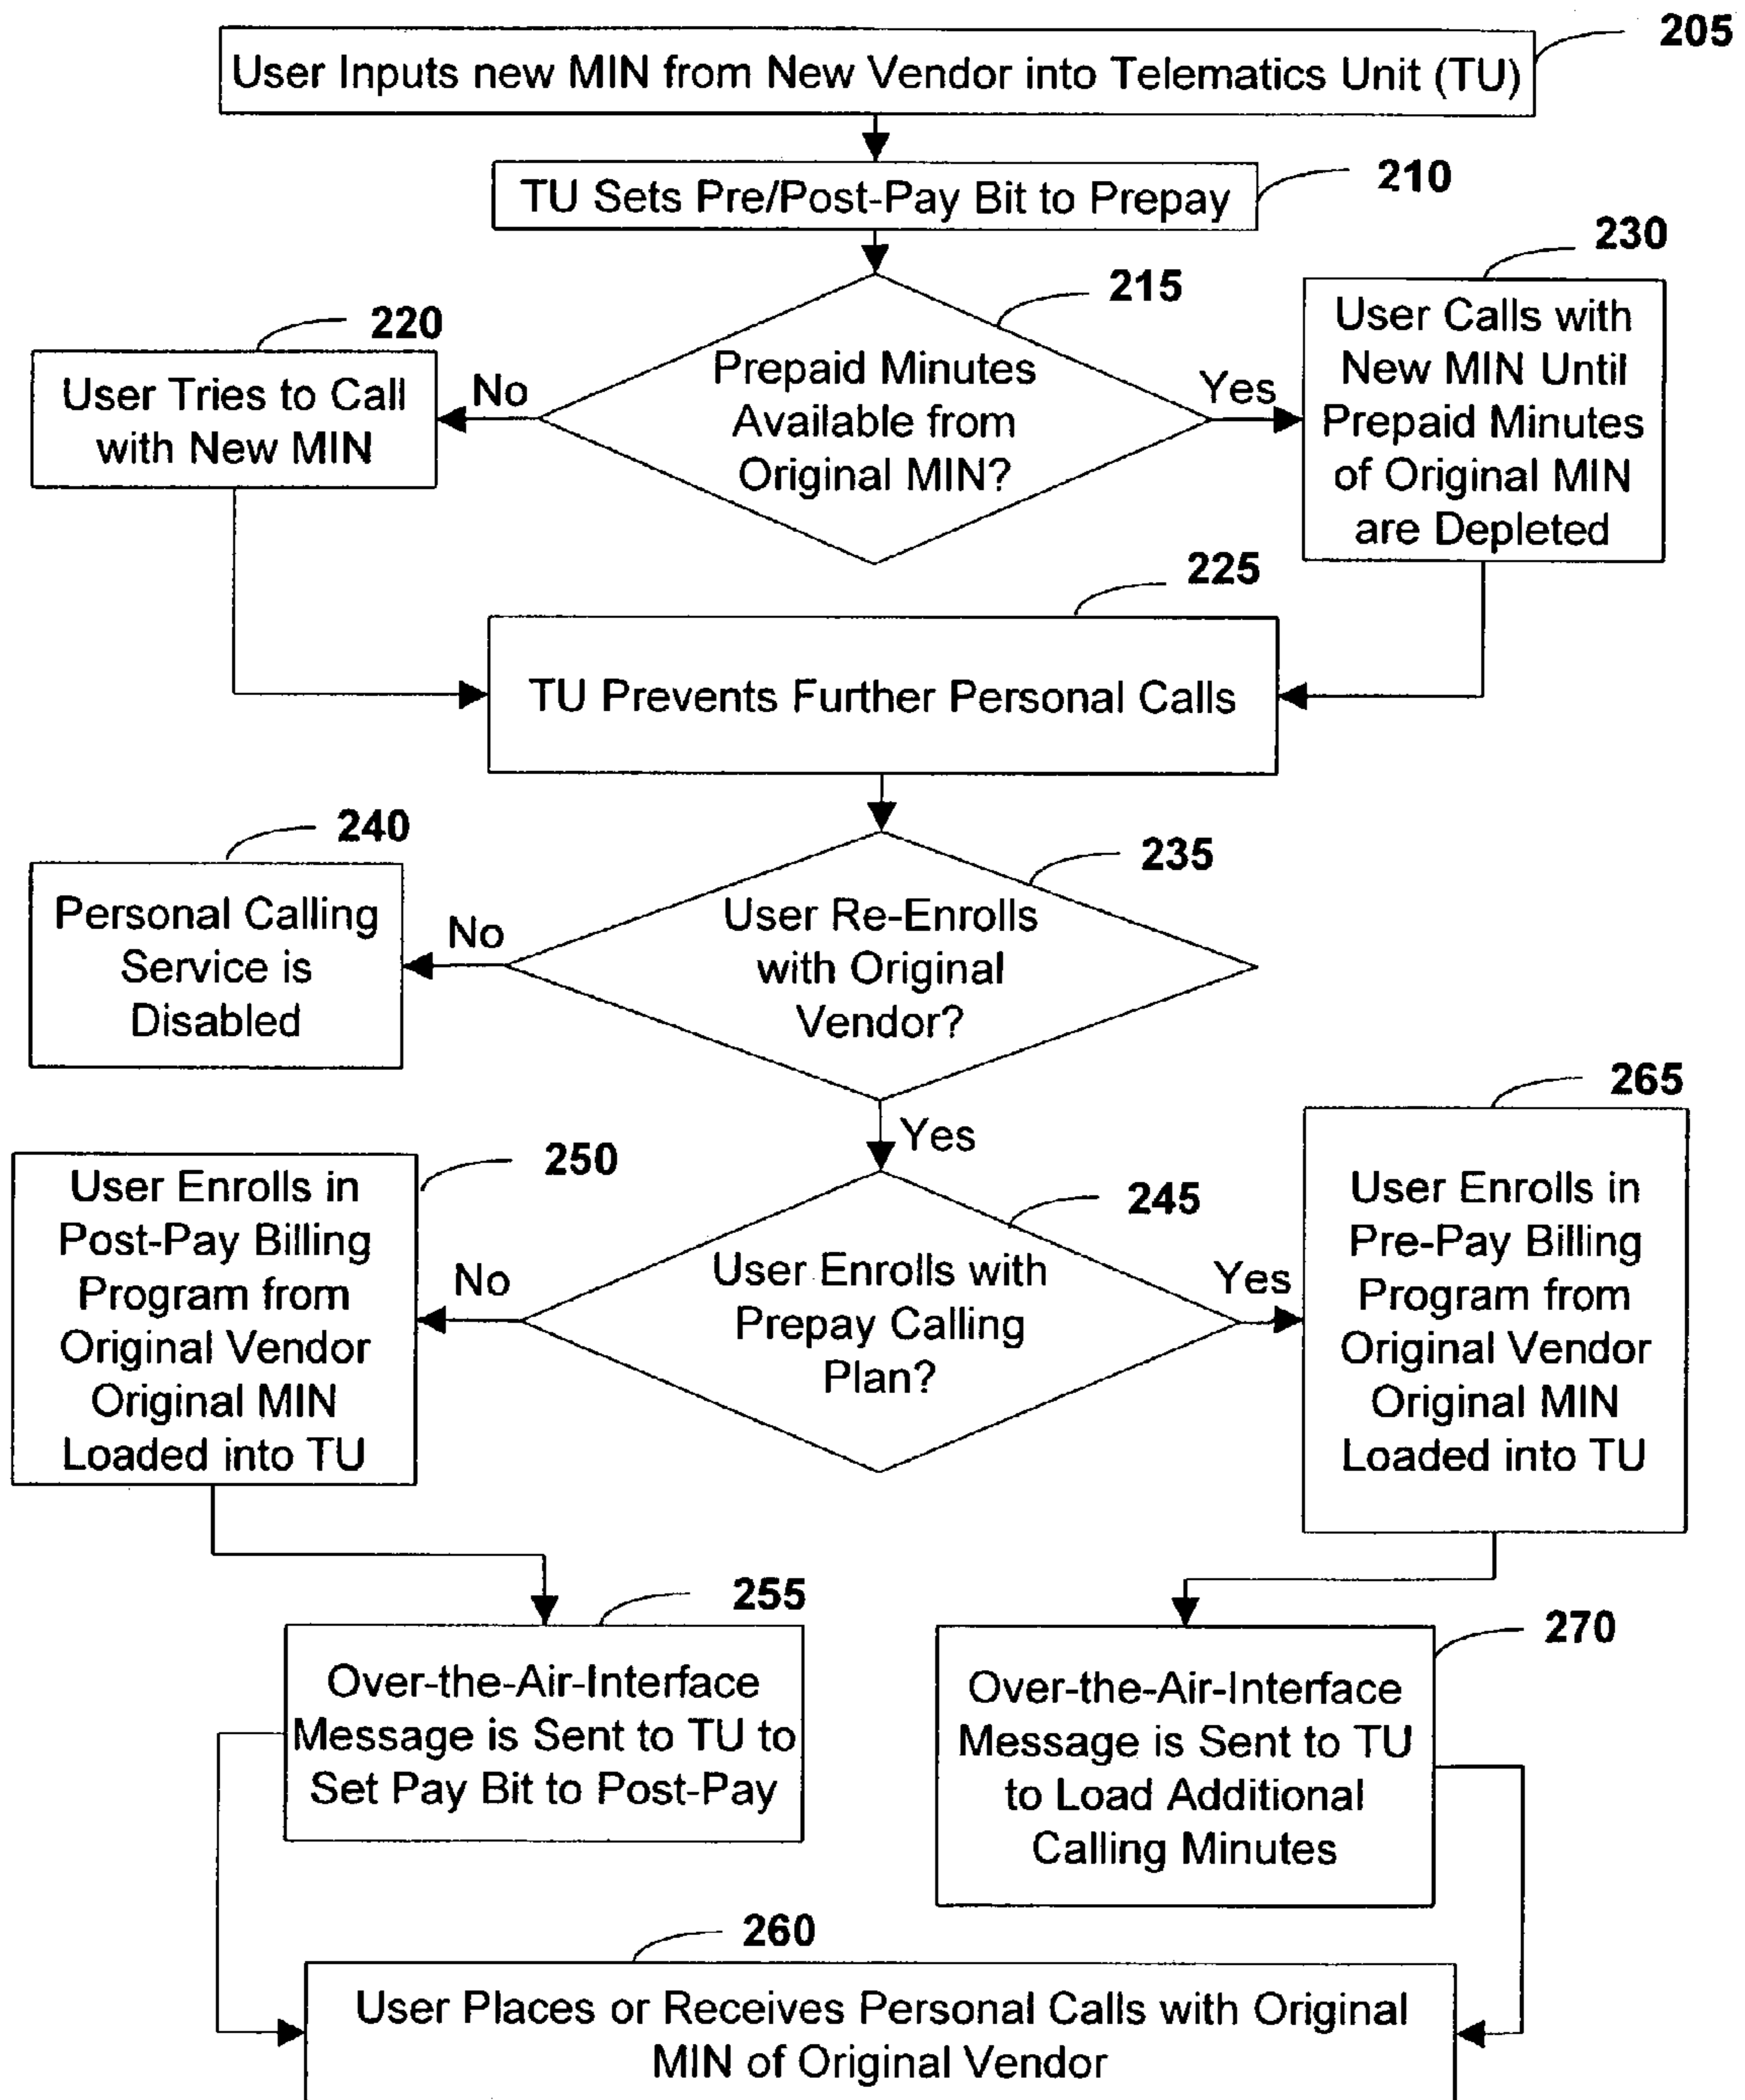 205
User Inputs new MIN from New Vendor into Telematics Unit (TU)
210
TU Sets Pre/Post-Pay Bit to Prepay
215
Prepaid Minutes
Available from
Original MIN?
No
Yes
220
User Tries to Call
with New MIN
230
User Calls with
New MIN Until
Prepaid Minutes
of Original MIN
are Depleted
225
TU Prevents Further Personal Calls
235
User Re-Enrolls
with Original
Vendor?
No
Yes
240
Personal Calling
Service is
Disabled
245
User Enrolls with
Prepay Calling
Plan?
No
Yes
250
User Enrolls in
Post-Pay Billing
Program from
Original Vendor
Original MIN
Loaded into TU
265
User Enrolls in
Pre-Pay Billing
Program from
Original Vendor
Original MIN
Loaded into TU
255
Over-the-Air-Interface
Message is Sent to TU to
Set Pay Bit to Post-Pay
270
Over-the-Air-Interface
Message is Sent to TU
to Load Additional
Calling Minutes
260
User Places or Receives Personal Calls with Original
MIN of Original Vendor